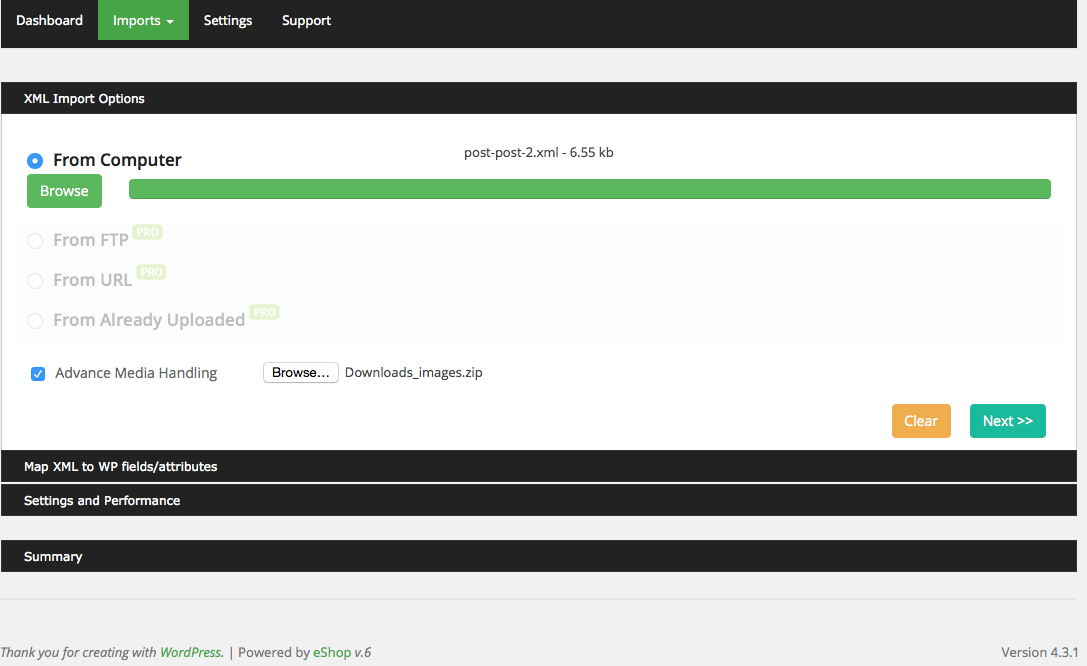 Dashboard Imports Settings Support
XML Import Options
From Computer
post-post-2.xml - 6.55 kb
Browse
From FTP PRO
From URL PRO
From Already Uploaded PRO
Advance Media Handling Browse... Downloads_images.zip
Clear Next >>
Map XML to WP fields/attributes
Settings and Performance
Summary
Thank you for creating with WordPress. | Powered by eShop v.6 Version 4.3.1